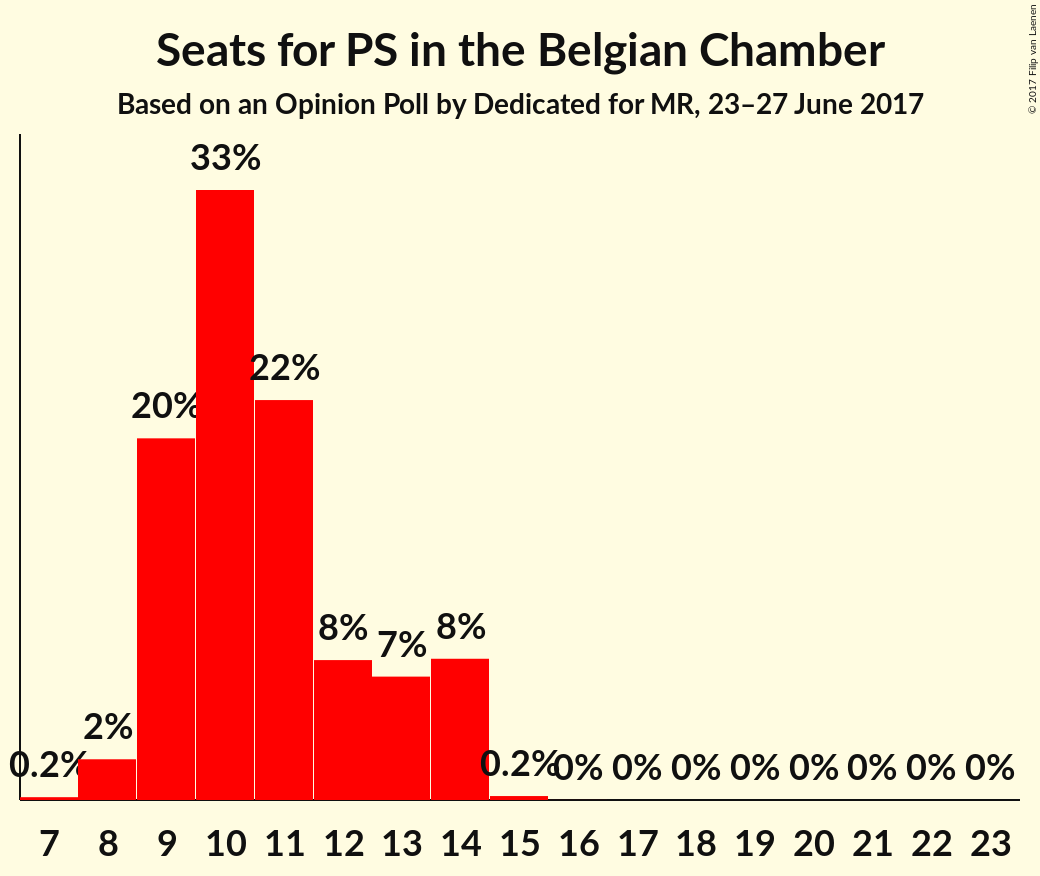 Seats for PS in the Belgian Chamber
Based on an Opinion Poll by Dedicated for MR, 23–27 June 2017
© 2017 Filip van Laenen
33%
22%
20%
8%
7%
8%
2%
0.2%
0.2%
0% 0% 0% 0% 0% 0% 0% 0%
7 8 9 10 11 12 13 14 15 16 17 18 19 20 21 22 23